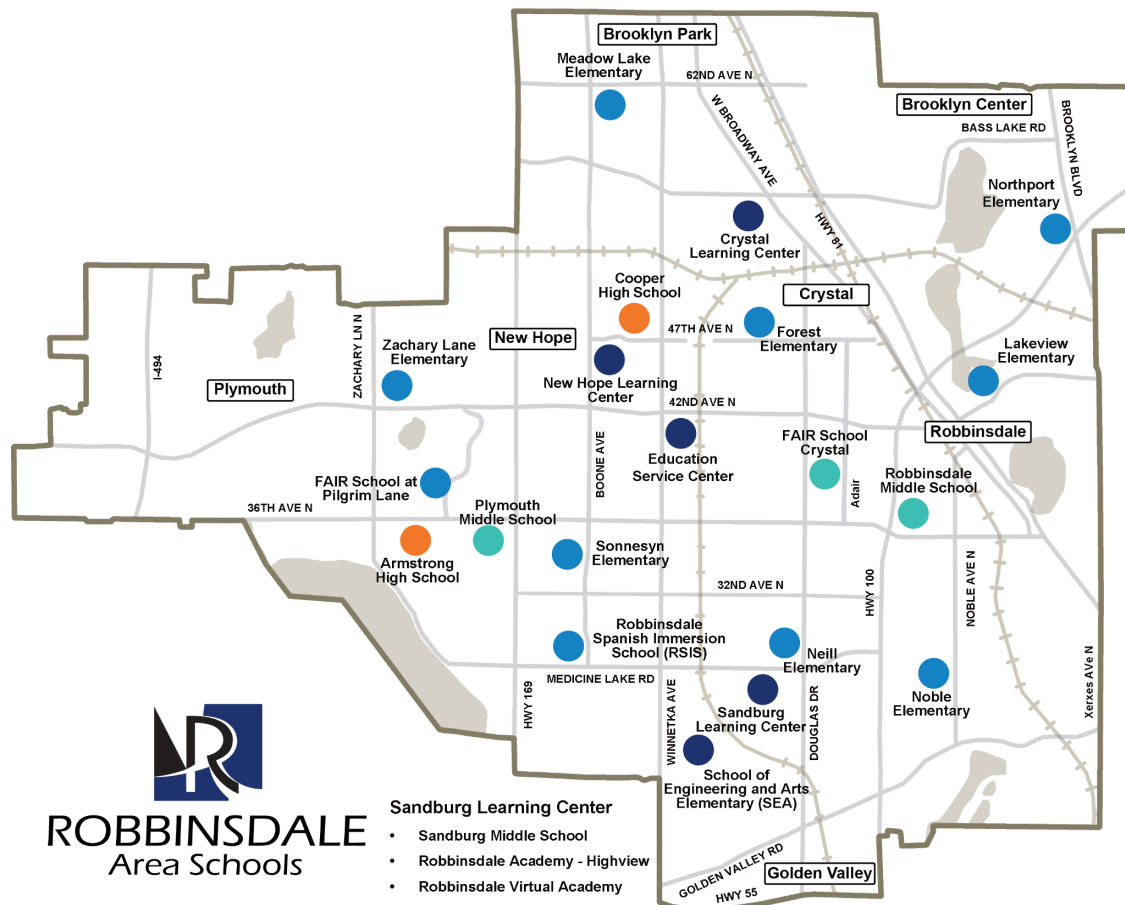 Brooklyn Park
Meadow Lake
Elementary
62ND AVE N
W BROADWAY AVE
Brooklyn Center
BASS LAKE RD
BROOKLYN BLVD
Northport
Elementary
Crystal
Learning Center
HWY 81
Cooper
High School
Crystal
47TH AVE N
Forest
Elementary
New Hope
Zachary Lane
Elementary
ZACHARY LN N
I-494
Plymouth
New Hope Learning
Center
Lakeview
Elementary
42ND AVE N
Robbinsdale
BOONE AVE
Education
Service Center
FAIR School
Crystal
Adair
Robbinsdale
Middle School
FAIR School at
Pilgrim Lane
36TH AVE N
Plymouth
Middle School
Armstrong
High School
Sonnesyn
Elementary
32ND AVE N
HWY 100
NOBLE AVE N
Robbinsdale
Spanish Immersion
School (RSIS)
MEDICINE LAKE RD
Neill
Elementary
Noble
Elementary
Xerxes AVe N
HWY 169
WINNETKA AVE
Sandburg
Learning Center
DOUGLAS DR
School of
Engineering and Arts
Elementary (SEA)
GOLDEN VALLEY RD
Golden Valley
HWY 55
R
ROBBINSDALE
Area Schools
Sandburg Learning Center
• Sandburg Middle School
• Robbinsdale Academy - Highview
• Robbinsdale Virtual Academy